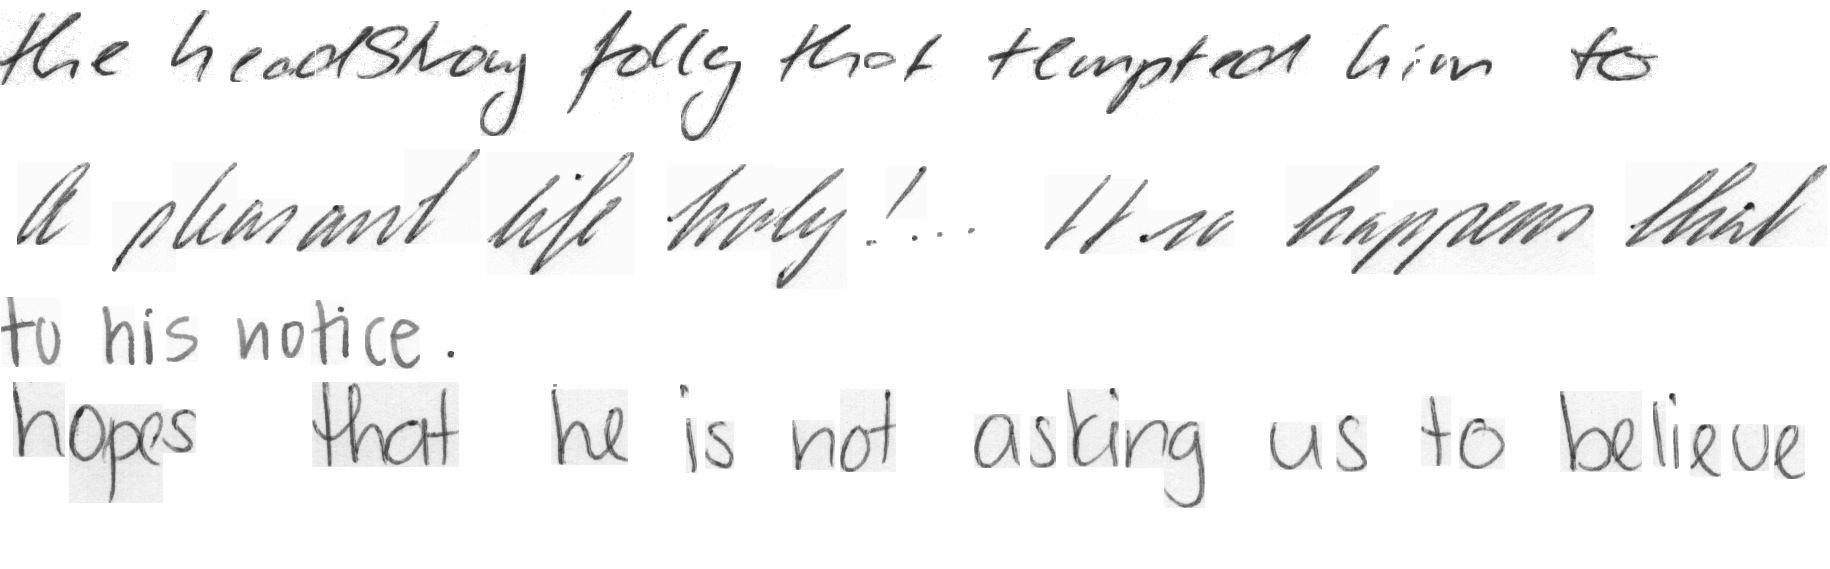 the headstrong folly that tempted him to
A pleasant life truly!... It so happens that
to his notice.
hopes that he is not asking us to believe